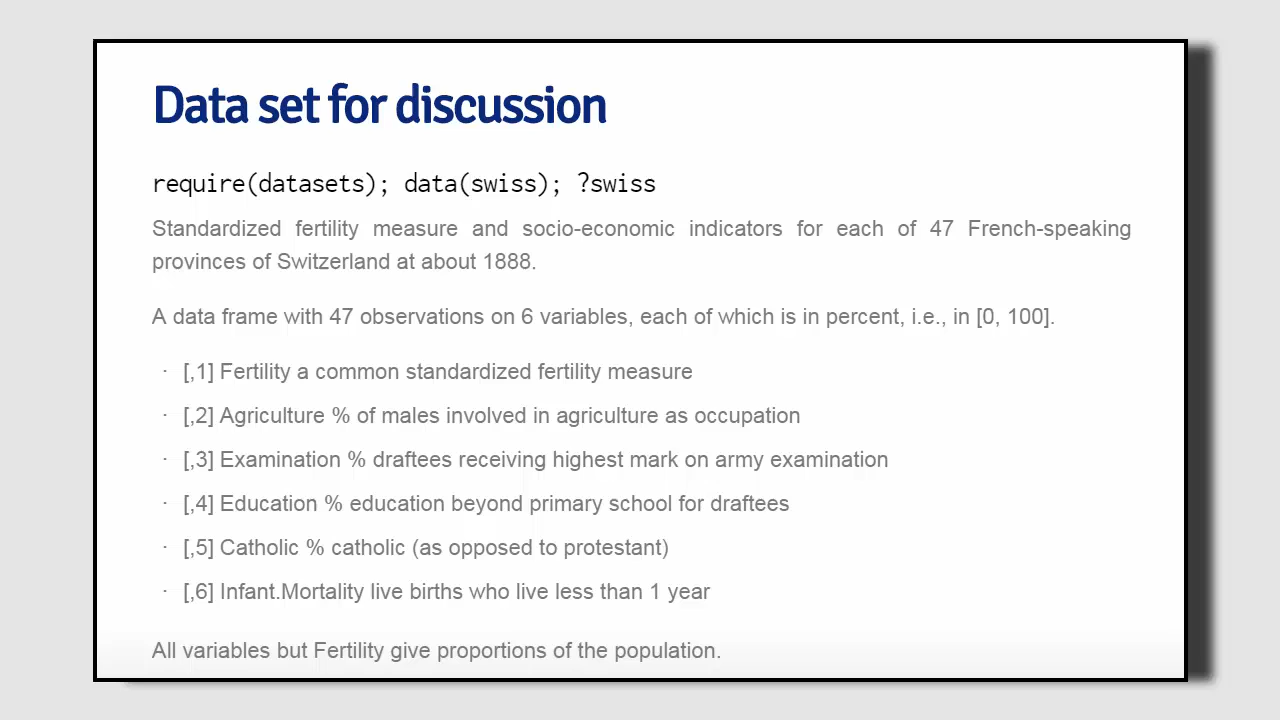 Data set for discussion
require(datasets); data(swiss); ?swiss
Standardized fertility measure and socio-economic indicators for each of 47 French-speaking
provinces of Switzerland at about 1888.
A data frame with 47 observations on 6 variables, each of which is in percent, i.e., in [0, 100].
· [,1] Fertility a common standardized fertility measure
· [,2] Agriculture % of males involved in agriculture as occupation
· [,3] Examination % draftees receiving highest mark on army examination
· [,4] Education % education beyond primary school for draftees
· [,5] Catholic % catholic (as opposed to protestant)
· [,6] Infant.Mortality live births who live less than 1 year
All variables but Fertility give proportions of the population.